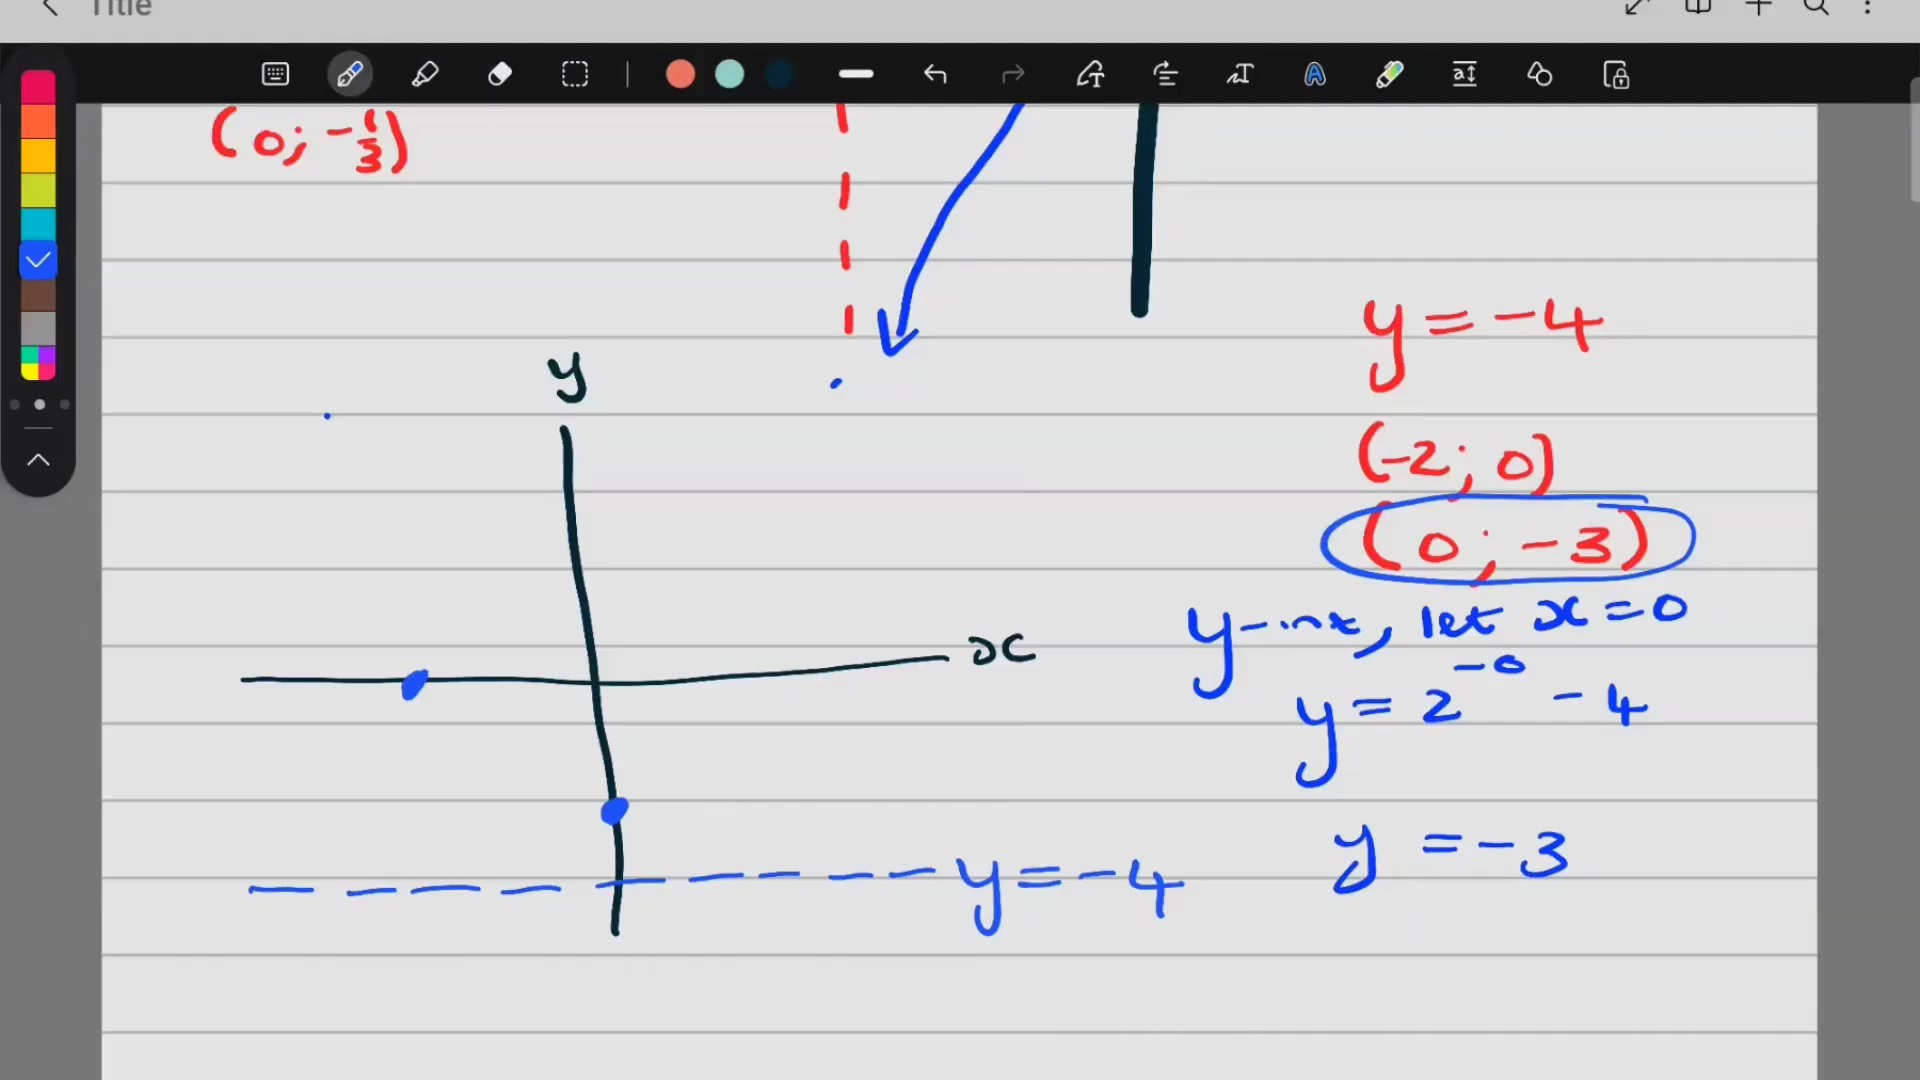 Title
(0; -1/3)
y = -4
y
(-2; 0)
(0; -3)
y-int, let x = 0
x
y = 2^-0 - 4
y = -3
y = -4